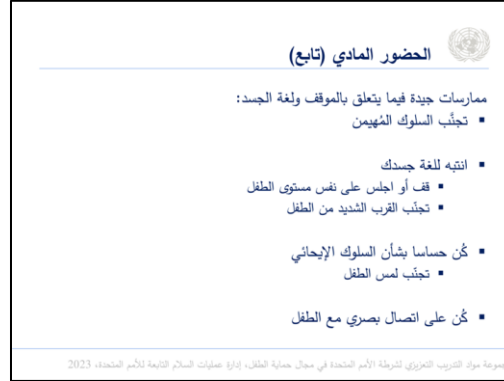 الحضور المادي (تابع)
ممارسات جيدة فيما يتعلق بالموقف ولغة الجسد:
▪ تجنَّب السلوك المُهيمن
▪ انتبه للغة جسدك
▪ قف أو اجلس على نفس مستوى الطفل
▪ تجنّب القرب الشديد من الطفل
▪ كُن حساسا بشأن السلوك الإيحائي
▪ تجنّب لمس الطفل
▪ كُن على اتصال بصري مع الطفل
مواد التدريب التعزيزي لشرطة الأمم المتحدة في مجال حماية الطفل، إدارة عمليات السلام التابعة للأمم المتحدة، 2023